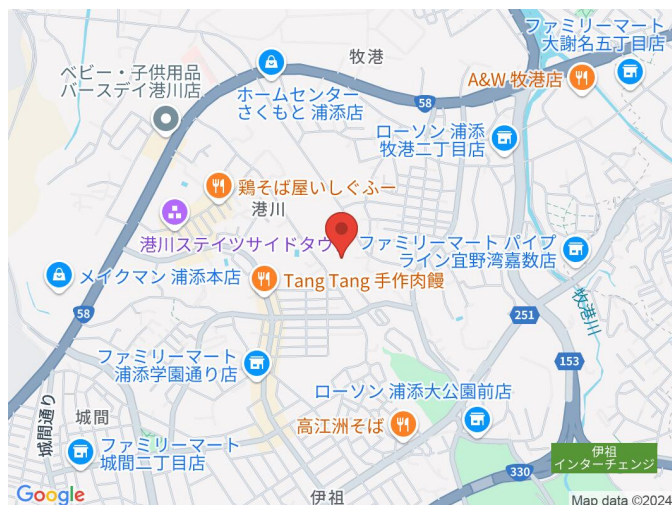 ファミリーマート
大謝名五丁目店
牧港
A&W 牧港店
ベビー・子供用品
バースデイ港川店
ホームセンター
さくもと 浦添店
58
ローソン 浦添
牧港二丁目店
鶏そば屋いしぐふー
港川
港川ステイツサイドタウ
ファミリーマート パイプ
ライン宜野湾嘉数店
メイクマン 浦添本店
Tang Tang 手作肉饅
牧港川
58
251
153
ファミリーマート
浦添学園通り店
ローソン 浦添大公園前店
城間
城間通り
高江洲そば
ファミリーマート
城間二丁目店
伊祖
インターチェンジ
330
伊祖
Google
Map data ©2024